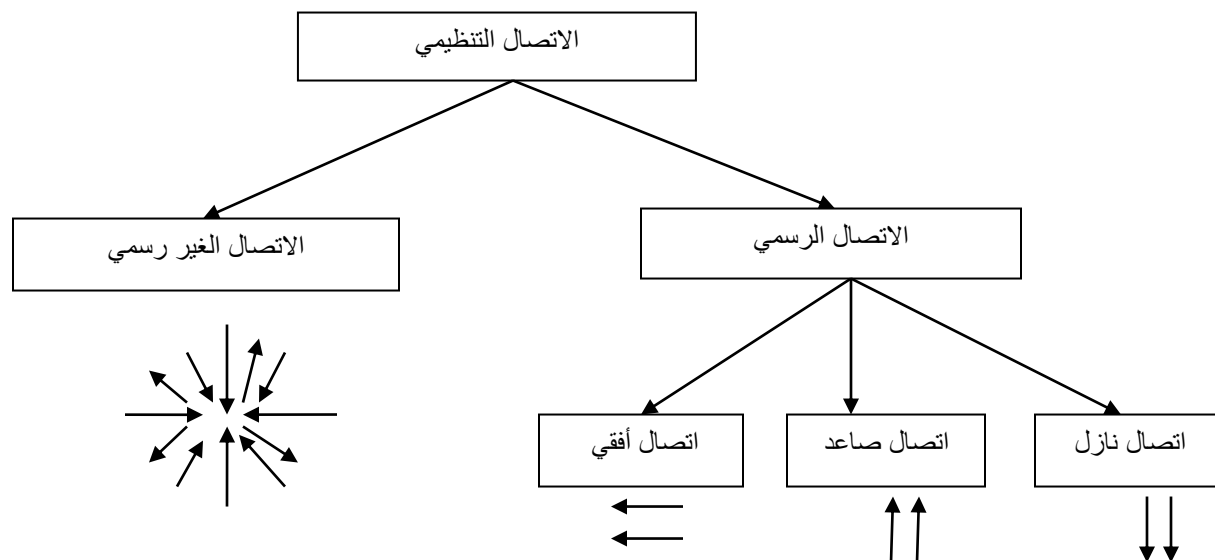 الاتصال التنظيمي
الاتصال الرسمي
الاتصال الغير رسمي
اتصال نازل
اتصال صاعد
اتصال أفقي